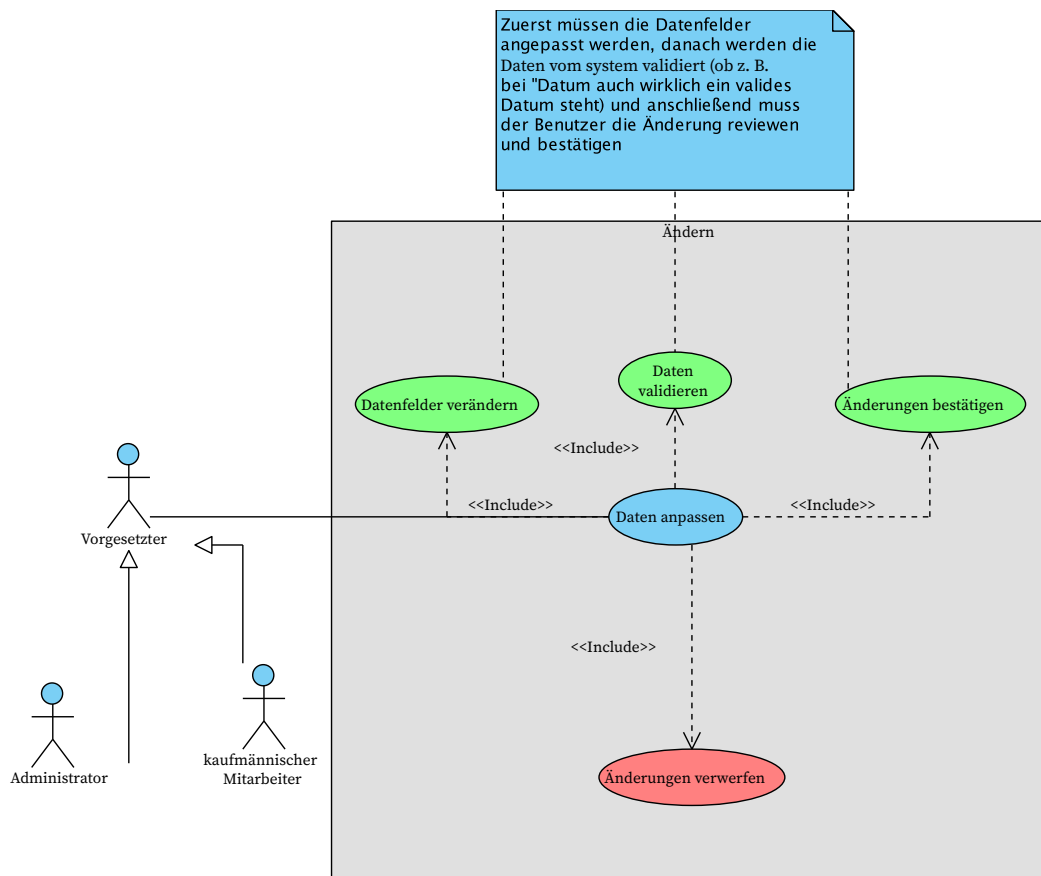 Zuerst müssen die Datenfelder
angepasst werden, danach werden die
Daten vom system validiert (ob z. B.
bei "Datum auch wirklich ein valides
Datum steht) und anschließend muss
der Benutzer die Änderung reviewen
und bestätigen
Ändern
Daten
validieren
Datenfelder verändern
Änderungen bestätigen
<<Include>>
<<Include>>
<<Include>>
Daten anpassen
Vorgesetzter
<<Include>>
kaufmännischer
Mitarbeiter
Administrator
Änderungen verwerfen